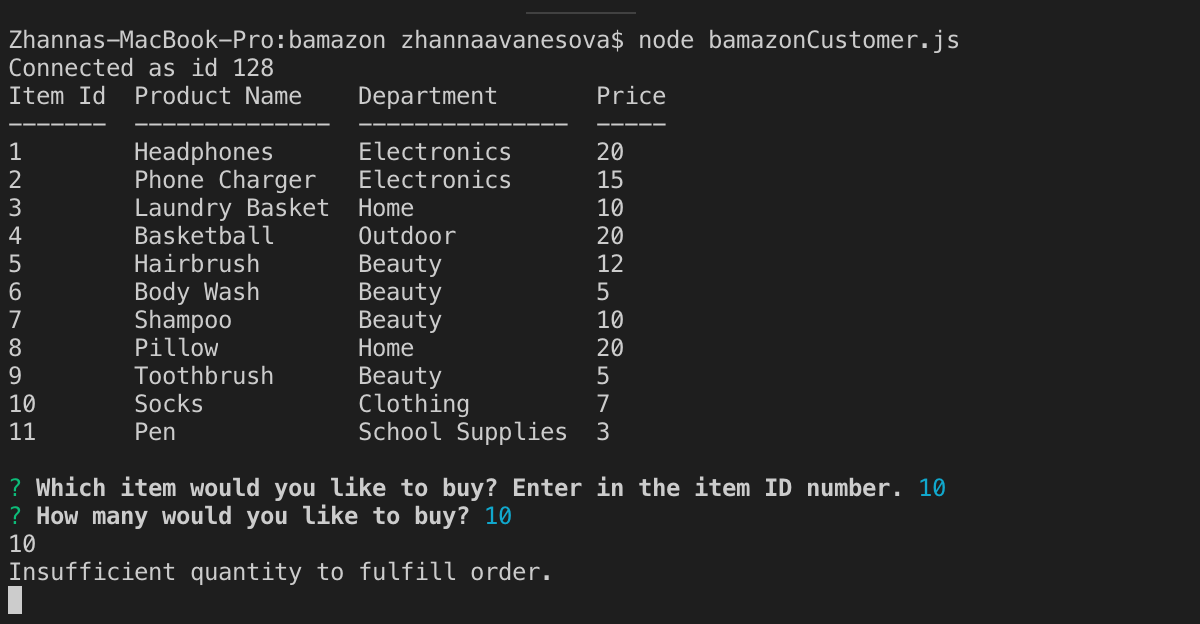 Zhannas-MacBook-Pro:bamazon zhannaavanesova$ node bamazonCustomer.js
Connected as id 128
Item Id  Product Name    Department       Price
-------  --------------  ---------------  -----
1        Headphones      Electronics      20
2        Phone Charger   Electronics      15
3        Laundry Basket  Home             10
4        Basketball      Outdoor          20
5        Hairbrush       Beauty           12
6        Body Wash       Beauty           5
7        Shampoo         Beauty           10
8        Pillow          Home             20
9        Toothbrush      Beauty           5
10       Socks           Clothing         7
11       Pen             School Supplies  3
? Which item would you like to buy? Enter in the item ID number. 10
? How many would you like to buy? 10
10
Insufficient quantity to fulfill order.